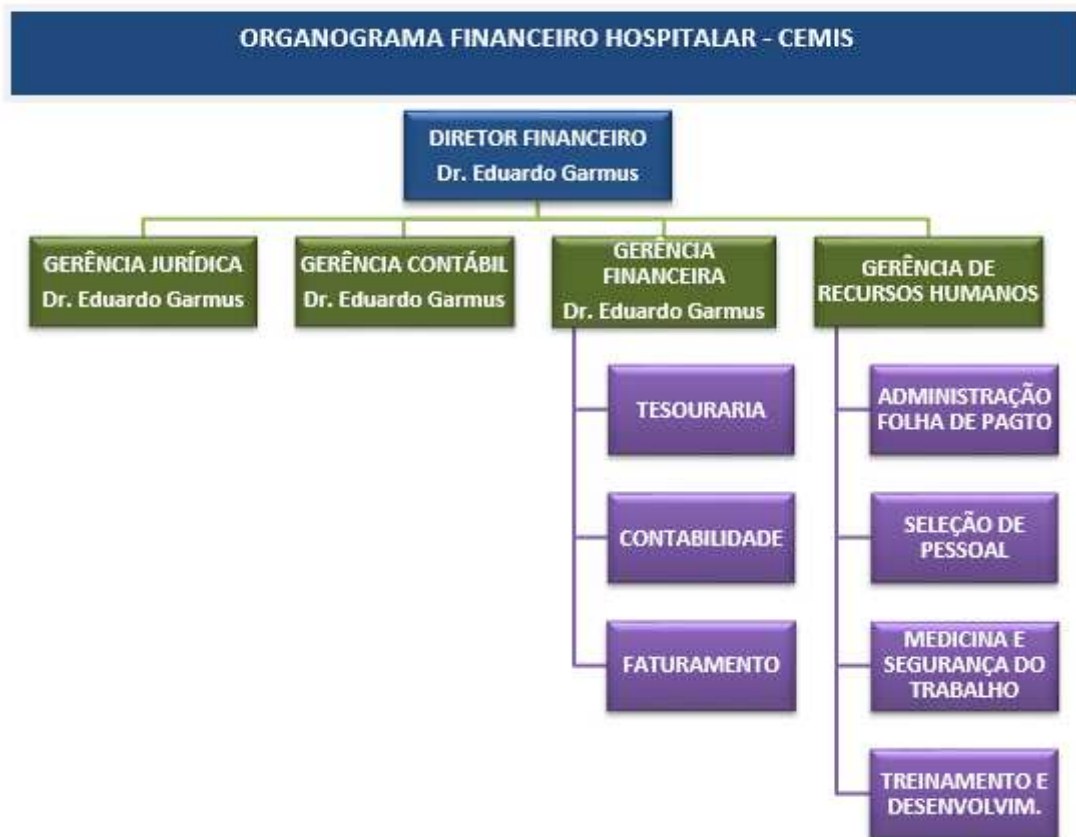 ORGANOGRAMA FINANCEIRO HOSPITALAR - CEMIS
DIRETOR FINANCEIRO
Dr. Eduardo Garmus
GERÊNCIA JURÍDICA
Dr. Eduardo Garmus
GERÊNCIA CONTÁBIL
Dr. Eduardo Garmus
GERÊNCIA
FINANCEIRA
Dr. Eduardo Garmus
GERÊNCIA DE
RECURSOS HUMANOS
TESOURARIA
CONTABILIDADE
FATURAMENTO
ADMINISTRAÇÃO
FOLHA DE PAGTO
SELEÇÃO DE
PESSOAL
MEDICINA E
SEGURANÇA DO
TRABALHO
TREINAMENTO E
DESENVOLVIM.